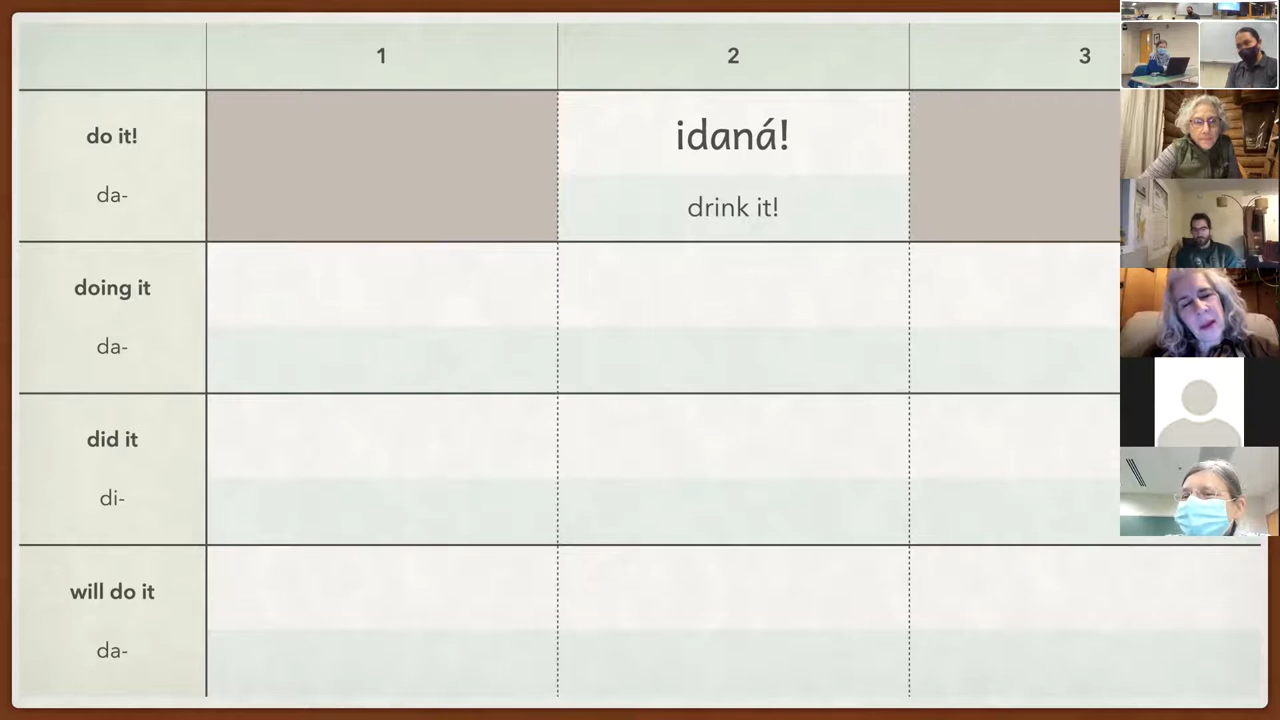 1 2 3
do it!
da-
idaná!
drink it!
doing it
da-
did it
di-
will do it
da-